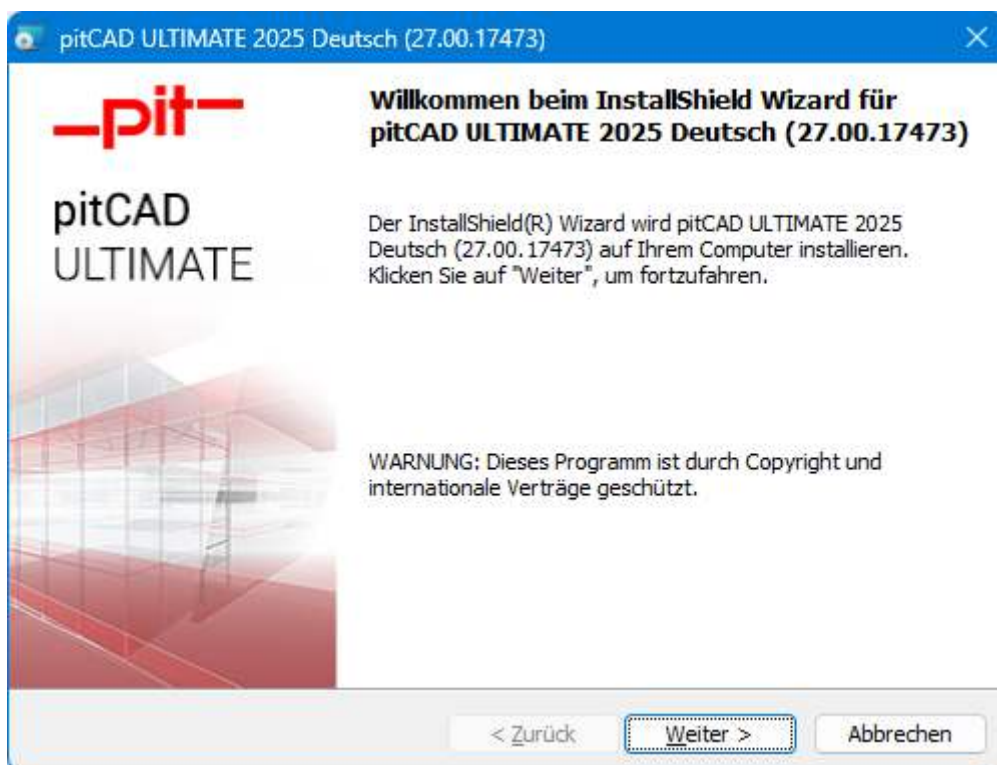 pitCAD ULTIMATE 2025 Deutsch (27.00.17473)
pit
pitCAD
ULTIMATE
Willkommen beim InstallShield Wizard für
pitCAD ULTIMATE 2025 Deutsch (27.00.17473)
Der InstallShield(R) Wizard wird pitCAD ULTIMATE 2025
Deutsch (27.00.17473) auf Ihrem Computer installieren.
Klicken Sie auf "Weiter", um fortzufahren.
WARNUNG: Dieses Programm ist durch Copyright und
internationale Verträge geschützt.
< Zurück
Weiter >
Abbrechen